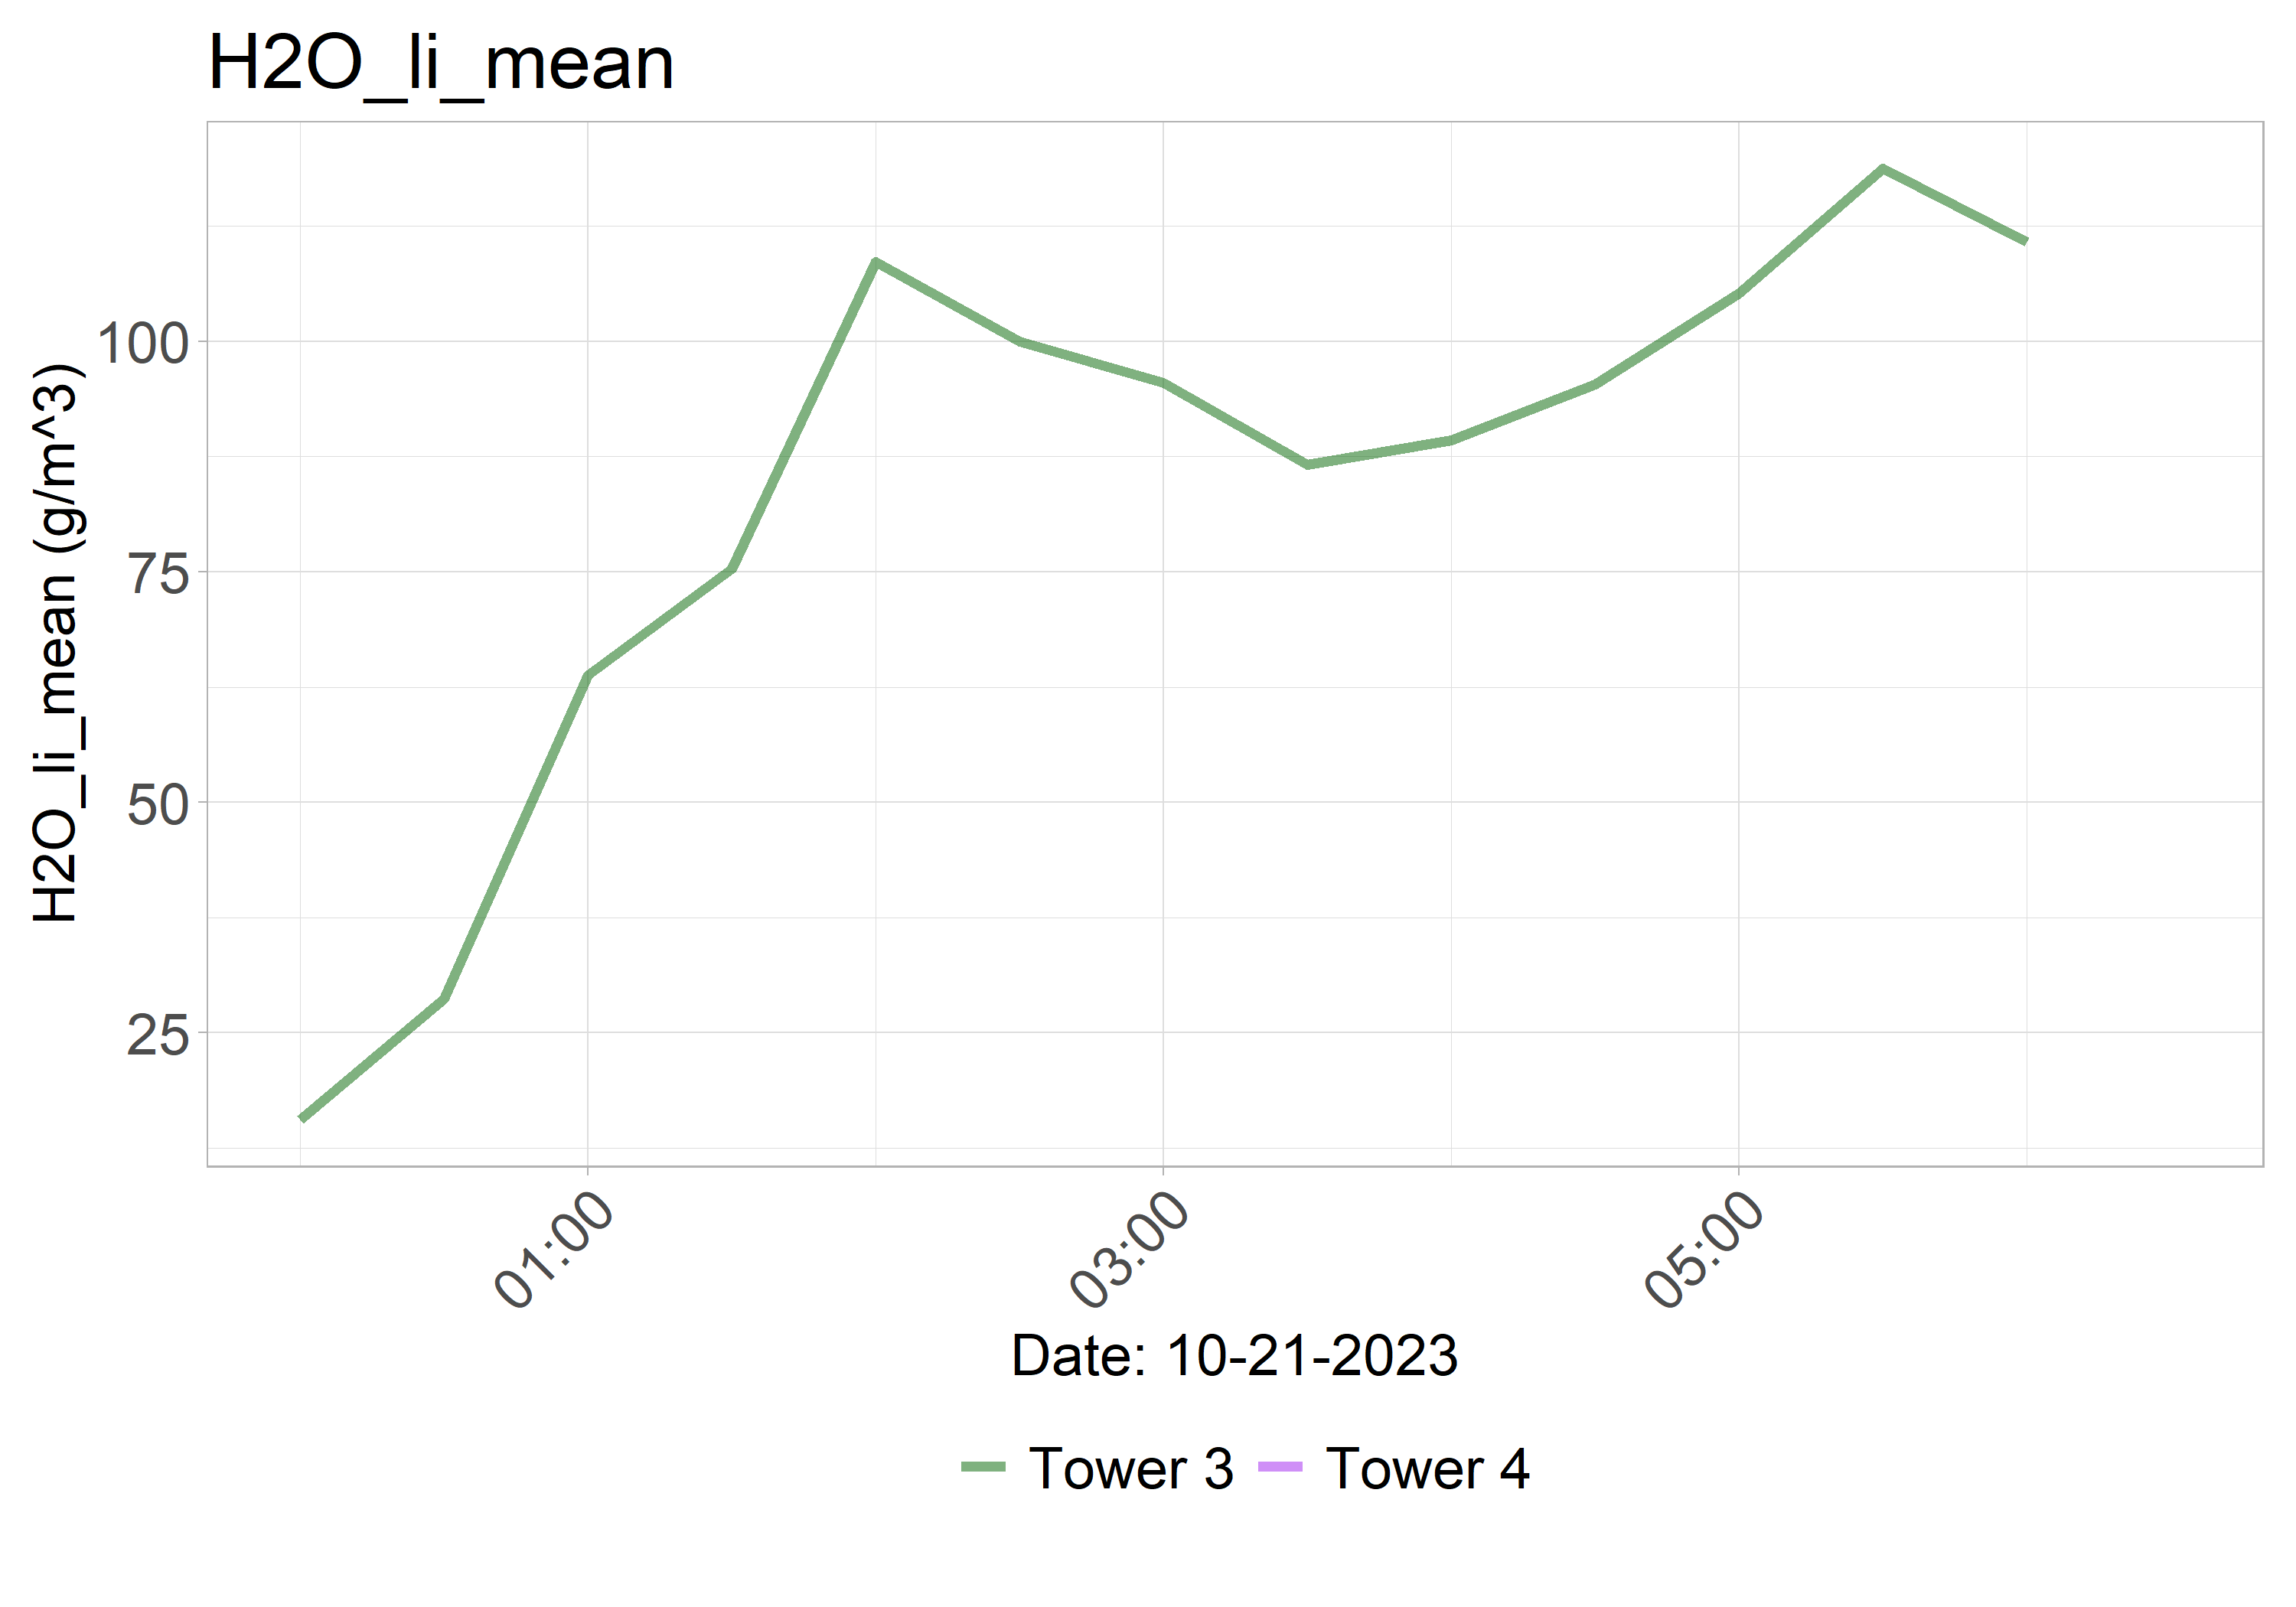 H2O_li_mean
H2O_li_mean (g/m^3)
100
75
50
25
01:00
03:00
05:00
Date: 10-21-2023
Tower 3
Tower 4